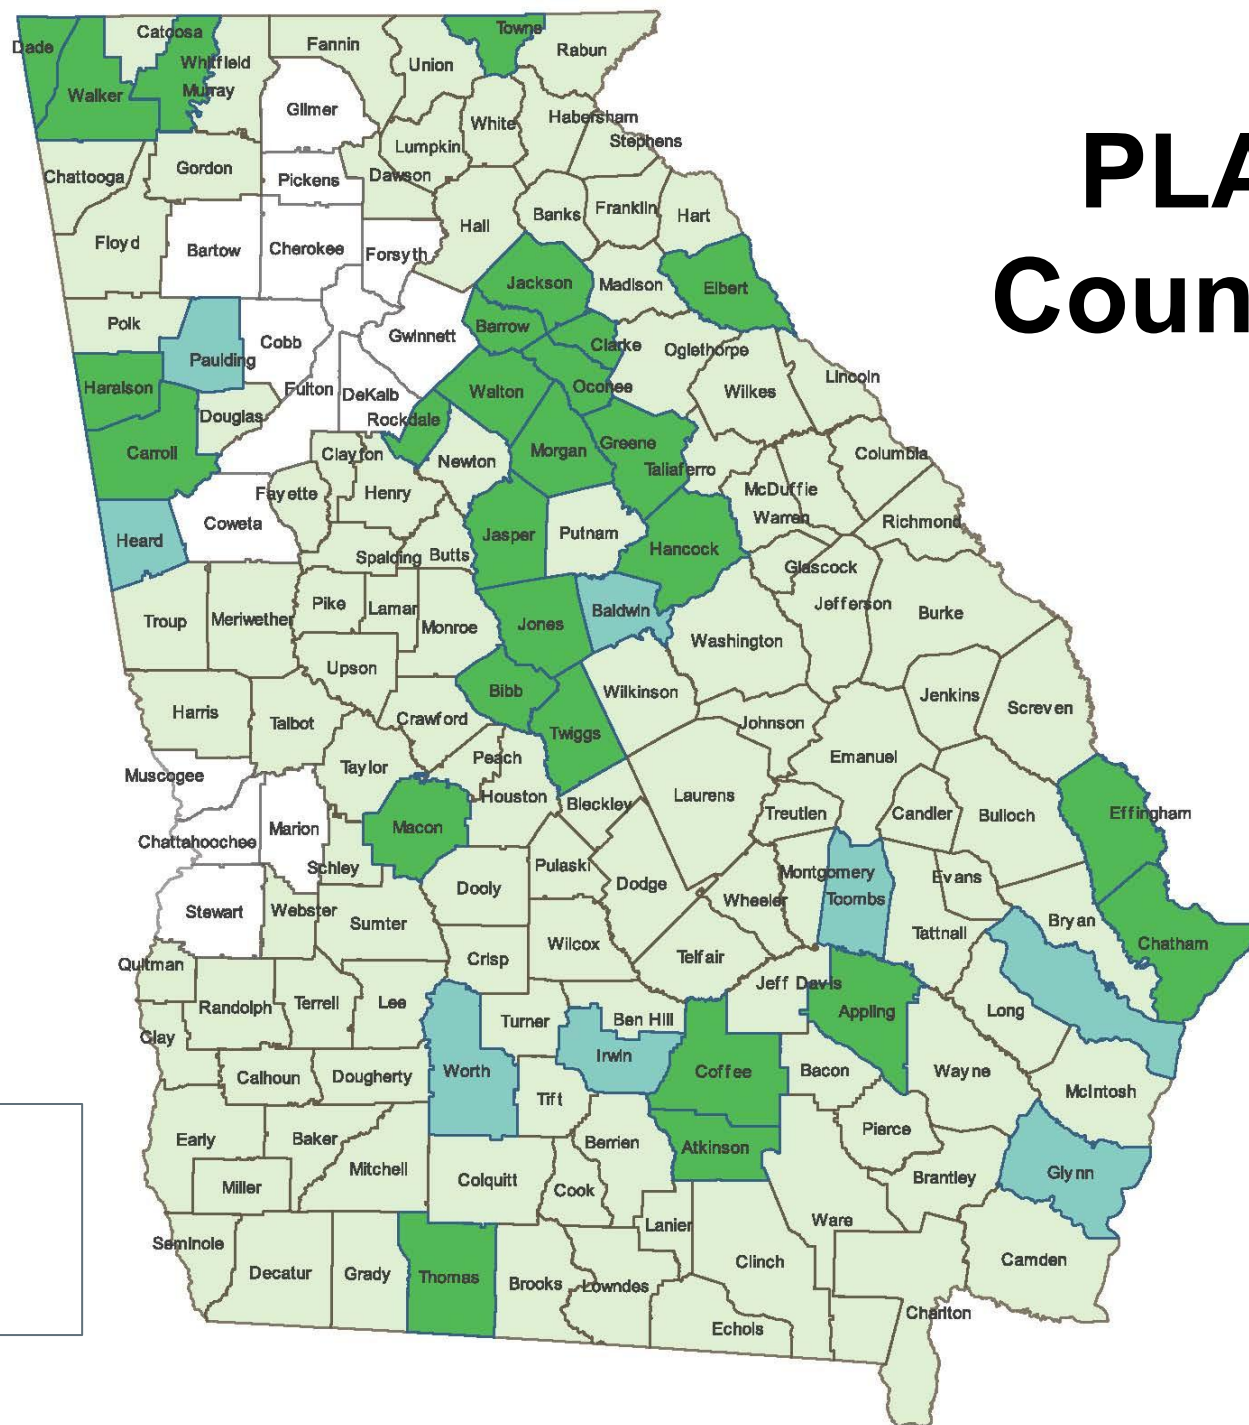 PLA
Coun
Dade
Catoosa
Towne
Fannin
Rabun
Union
Whitfield
Walker
Murray
Gilmer
White
Habersham
Stephens
Lumpkin
Chattooga
Gordon
Pickens
Dawson
Banks
Franklin
Hart
Hall
Floyd
Bartow
Cherokee
Forsyth
Jackson
Madison
Elbert
Polk
Paulding
Cobb
Gwinnett
Barrow
Clarke
Oglethorpe
Haralson
Fulton
DeKalb
Walton
Oconee
Wilkes
Lincoln
Douglas
Rockdale
Carroll
Clayton
Newton
Morgan
Greene
Taliaferro
Columbia
Fayette
Henry
McDuffie
Warren
Richmond
Heard
Coweta
Spalding
Butts
Jasper
Putnam
Hancock
Glascock
Jefferson
Burke
Troup
Meriwether
Pike
Lamar
Monroe
Jones
Baldwin
Washington
Upson
Bibb
Wilkinson
Jenkins
Screven
Harris
Talbot
Crawford
Twiggs
Johnson
Emanuel
Muscogee
Taylor
Peach
Houston
Bleckley
Laurens
Treutlen
Candler
Bulloch
Effingham
Chattahoochee
Marion
Macon
Schley
Pulaski
Dodge
Montgomery
Evans
Stewart
Webster
Sumter
Dooly
Wheeler
Toombs
Tattnall
Bryan
Chatham
Quitman
Crisp
Wilcox
Telfair
Jeff Davis
Randolph
Terrell
Lee
Turner
Ben Hill
Appling
Long
Clay
Calhoun
Dougherty
Worth
Irwin
Coffee
Bacon
Wayne
McIntosh
Tift
Early
Baker
Mitchell
Berrien
Atkinson
Pierce
Miller
Colquitt
Cook
Brantley
Glynn
Seminole
Lanier
Ware
Decatur
Grady
Thomas
Brooks
Lowndes
Clinch
Camden
Echols
Charlton